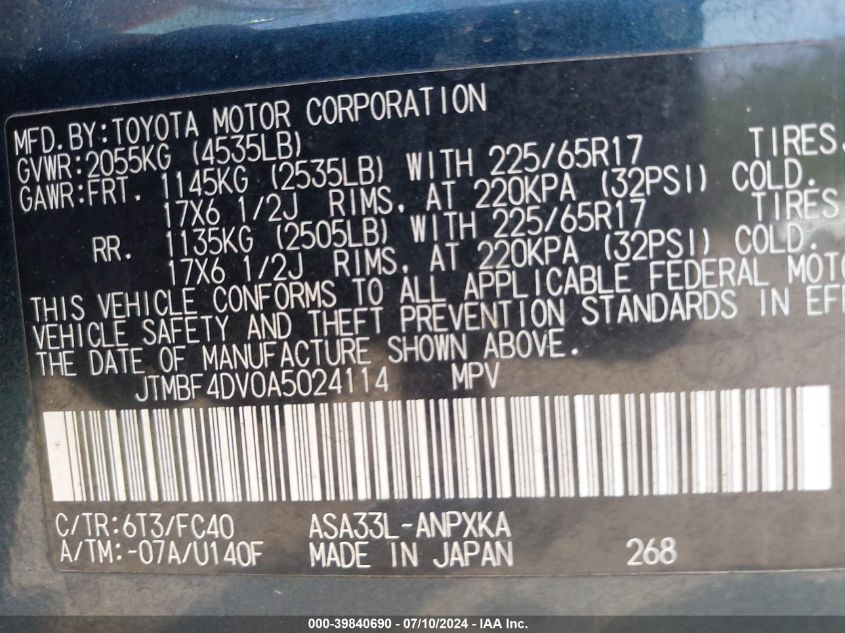 MFD.BY:TOYOTA MOTOR CORPORATION
GVWR:2055KG (4535LB)
GAWR:FRT. 1145KG (2535LB) WITH 225/65R17 TIRES,
17X6 1/2J RIMS, AT 220KPA (32PSI) COLD.
RR. 1135KG (2505LB) WITH 225/65R17 TIRES
17X6 1/2J RIMS, AT 220KPA (32PSI) COLD.
THIS VEHICLE CONFORMS TO ALL APPLICABLE FEDERAL MOTO
VEHICLE SAFETY AND THEFT PREVENTION STANDARDS IN EFF
THE DATE OF MANUFACTURE SHOWN ABOVE.
JTMBF4DV0A5024114 MPV
C/TR:6T3/FC40 ASA33L-ANPXKA
A/TM:-07A/U140F MADE IN JAPAN 268
000-39840690 - 07/10/2024 - IAA Inc.